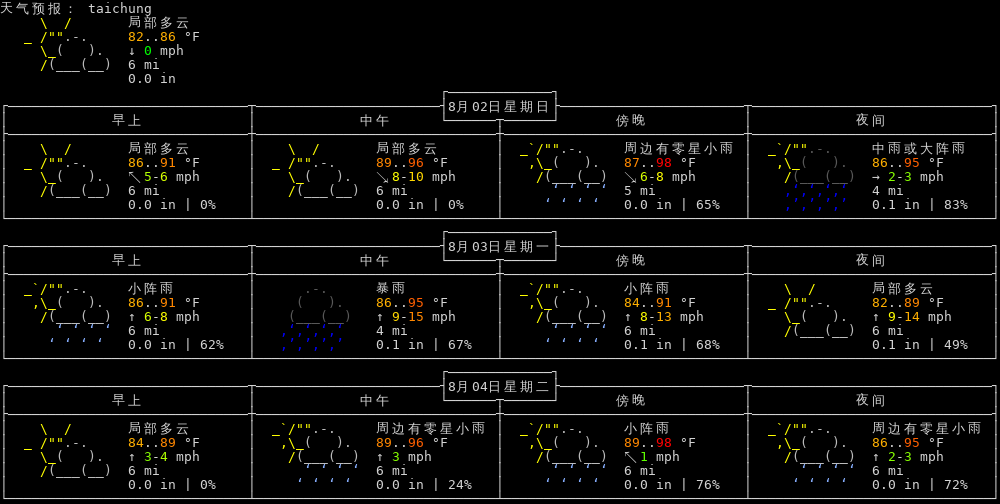 天气预报： taichung
局部多云
82..86 °F
↓ 0 mph
6 mi
0.0 in
8月02日星期日
早上 中午 傍晚 夜间
局部多云 局部多云 周边有零星小雨 中雨或大阵雨
86..91 °F 89..96 °F 87..98 °F 86..95 °F
↖ 5-6 mph ↘ 8-10 mph ↘ 6-8 mph → 2-3 mph
6 mi 6 mi 5 mi 4 mi
0.0 in | 0% 0.0 in | 0% 0.0 in | 65% 0.1 in | 83%
8月03日星期一
早上 中午 傍晚 夜间
小阵雨 暴雨 小阵雨 局部多云
86..91 °F 86..95 °F 84..91 °F 82..89 °F
↑ 6-8 mph ↑ 9-15 mph ↑ 8-13 mph ↑ 9-14 mph
6 mi 4 mi 6 mi 6 mi
0.0 in | 62% 0.1 in | 67% 0.1 in | 68% 0.1 in | 49%
8月04日星期二
早上 中午 傍晚 夜间
局部多云 周边有零星小雨 小阵雨 周边有零星小雨
84..89 °F 89..96 °F 89..98 °F 86..95 °F
↑ 3-4 mph ↑ 3 mph ↖ 1 mph ↑ 2-3 mph
6 mi 6 mi 6 mi 6 mi
0.0 in | 0% 0.0 in | 24% 0.0 in | 76% 0.0 in | 72%